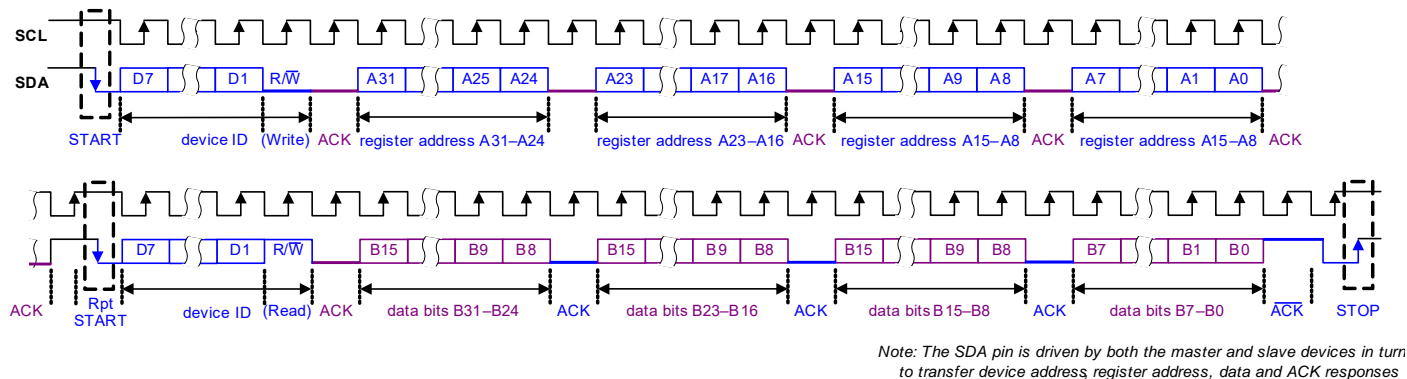 SCL
SDA D7 D1 R/W̅ A31 A25 A24 A23 A17 A16 A15 A9 A8 A7 A1 A0
START device ID (Write) ACK register address A31–A24 ACK register address A23–A16 ACK register address A15–A8 ACK register address A15–A8 ACK
D7 D1 R/W̅ B15 B9 B8 B15 B9 B8 B15 B9 B8 B7 B1 B0
ACK Rpt START device ID (Read) ACK data bits B31–B24 ACK data bits B23–B16 ACK data bits B15–B8 ACK data bits B7–B0 A̅C̅K̅ STOP
Note: The SDA pin is driven by both the master and slave devices in turn
to transfer device address, register address, data and ACK responses